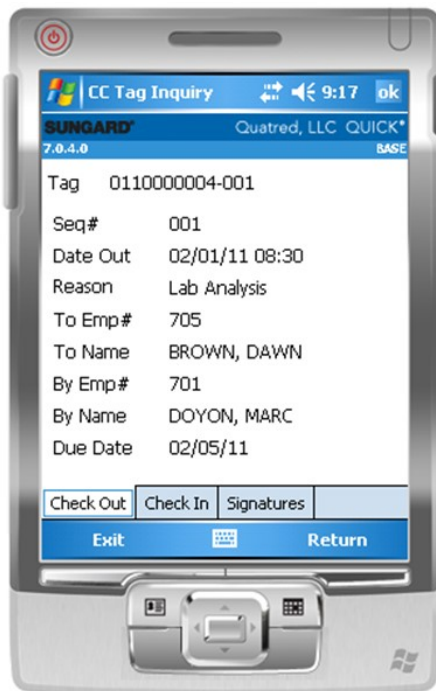 CC Tag Inquiry 9:17 ok
SUNGARD® Quatred, LLC QUICK*
7.0.4.0 BASE
Tag 0110000004-001
Seq# 001
Date Out 02/01/11 08:30
Reason Lab Analysis
To Emp# 705
To Name BROWN, DAWN
By Emp# 701
By Name DOYON, MARC
Due Date 02/05/11
Check Out Check In Signatures
Exit Return